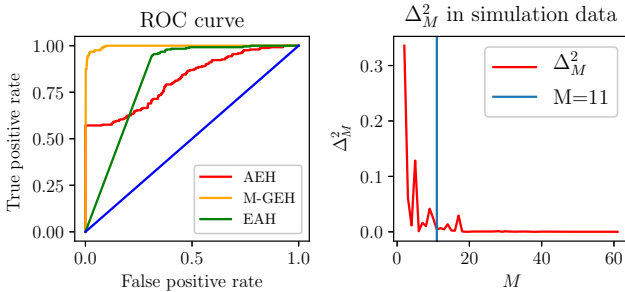 ROC curve
True positive rate
1.00
0.75
0.50
0.25
0.00
AEH
M-GEH
EAH
0.0
0.5
1.0
False positive rate
Δ²_M in simulation data
Δ²_M
0.3
0.2
0.1
0.0
Δ²_M
M=11
0
20
40
60
M